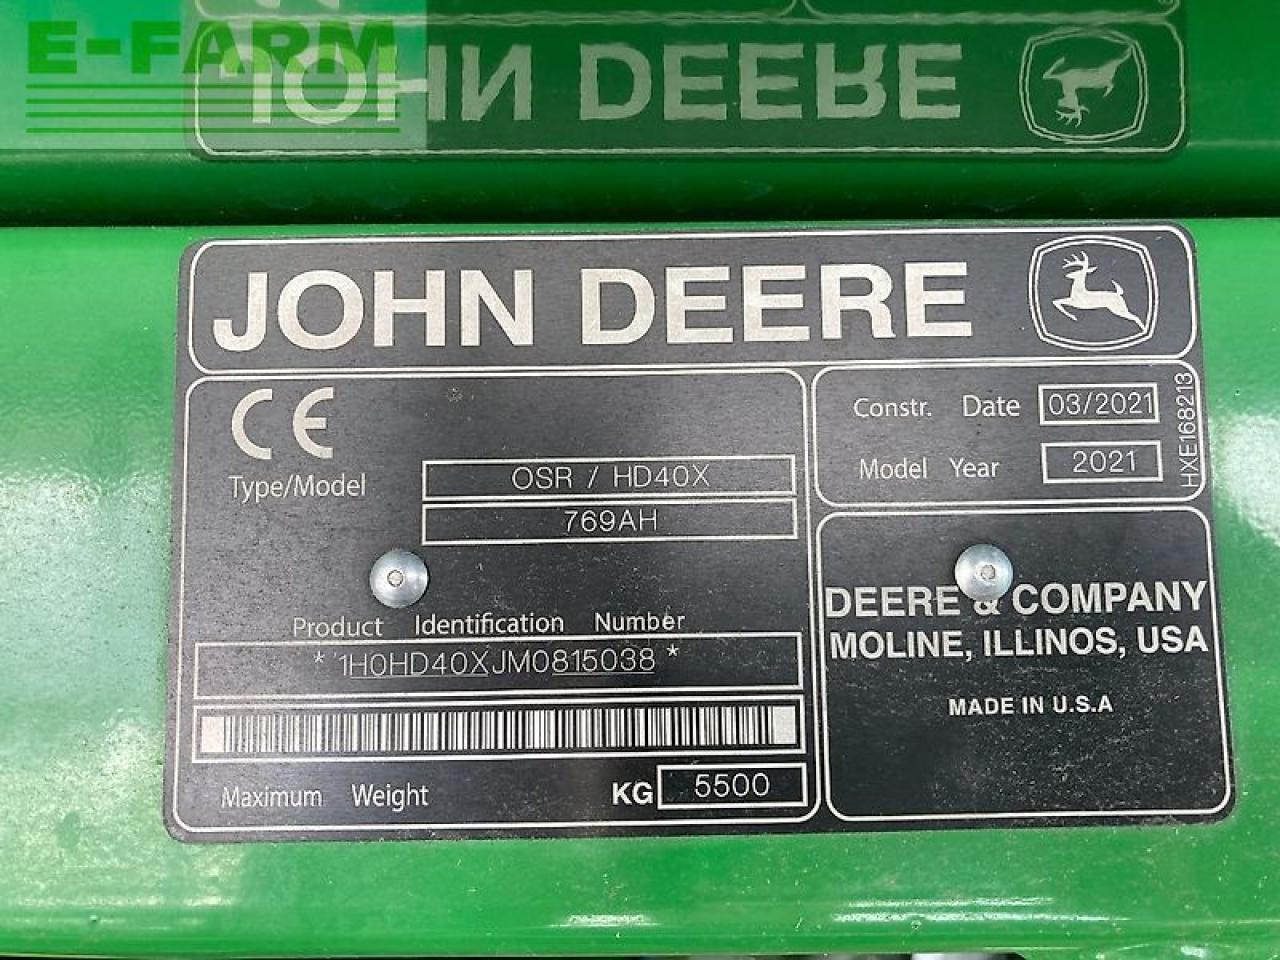 E-FARM
JOHN DEERE
JOHN DEERE
CE
Type/Model
OSR / HD40X
769AH
Constr. Date 03/2021
Model Year 2021
HXE168213
Product Identification Number
*1H0HD40XJM0815038*
Maximum Weight KG 5500
DEERE & COMPANY
MOLINE, ILLINOS, USA
MADE IN U.S.A